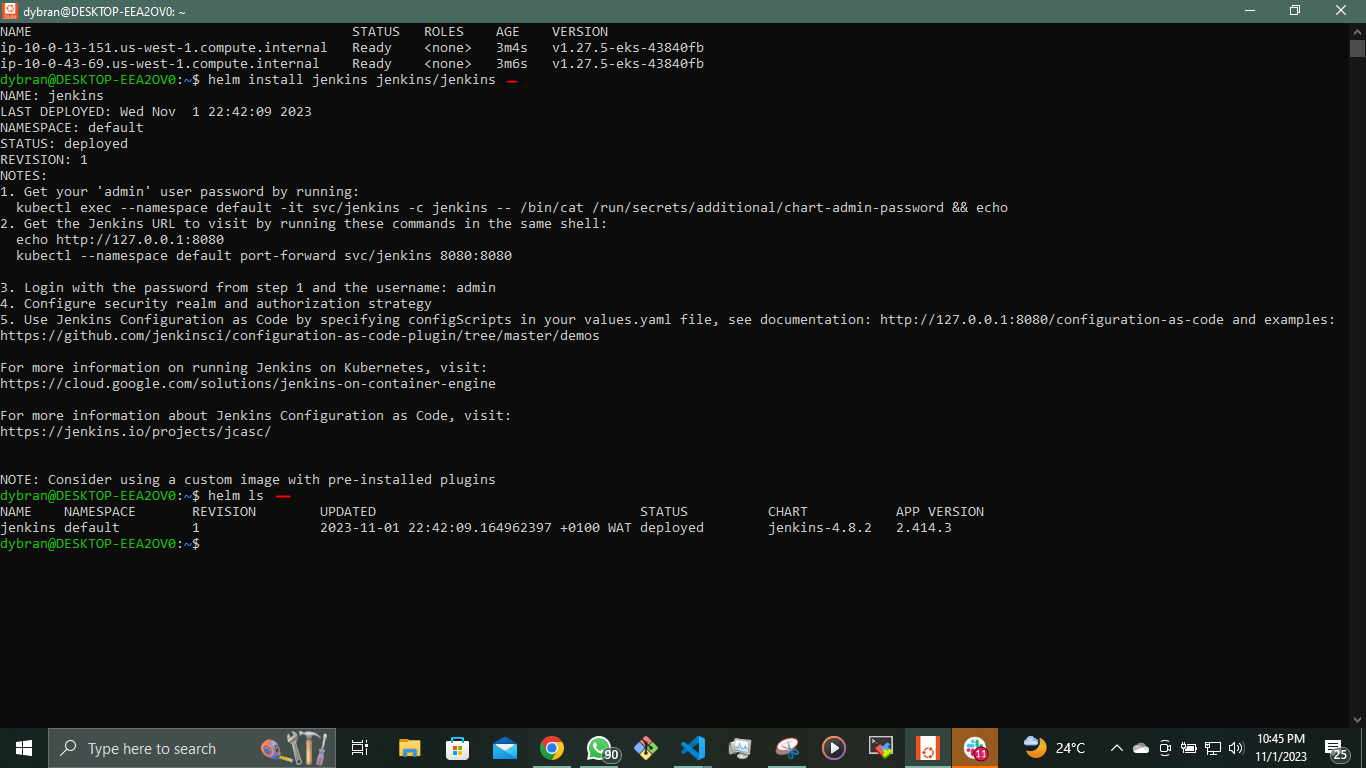 dybran@DESKTOP-EEA2OV0: ~
NAME STATUS ROLES AGE VERSION
ip-10-0-13-151.us-west-1.compute.internal Ready <none> 3m4s v1.27.5-eks-43840fb
ip-10-0-43-69.us-west-1.compute.internal Ready <none> 3m6s v1.27.5-eks-43840fb
dybran@DESKTOP-EEA2OV0:~$ helm install jenkins jenkins/jenkins
NAME: jenkins
LAST DEPLOYED: Wed Nov  1 22:42:09 2023
NAMESPACE: default
STATUS: deployed
REVISION: 1
NOTES:
1. Get your 'admin' user password by running:
kubectl exec --namespace default -it svc/jenkins -c jenkins -- /bin/cat /run/secrets/additional/chart-admin-password && echo
2. Get the Jenkins URL to visit by running these commands in the same shell:
echo http://127.0.0.1:8080
kubectl --namespace default port-forward svc/jenkins 8080:8080
3. Login with the password from step 1 and the username: admin
4. Configure security realm and authorization strategy
5. Use Jenkins Configuration as Code by specifying configScripts in your values.yaml file, see documentation: http://127.0.0.1:8080/configuration-as-code and examples:
https://github.com/jenkinsci/configuration-as-code-plugin/tree/master/demos
For more information on running Jenkins on Kubernetes, visit:
https://cloud.google.com/solutions/jenkins-on-container-engine
For more information about Jenkins Configuration as Code, visit:
https://jenkins.io/projects/jcasc/
NOTE: Consider using a custom image with pre-installed plugins
dybran@DESKTOP-EEA2OV0:~$ helm ls
NAME NAMESPACE REVISION UPDATED STATUS CHART APP VERSION
jenkins default 1 2023-11-01 22:42:09.164962397 +0100 WAT deployed jenkins-4.8.2 2.414.3
dybran@DESKTOP-EEA2OV0:~$
Type here to search
90
11
24°C
10:45 PM
11/1/2023
25